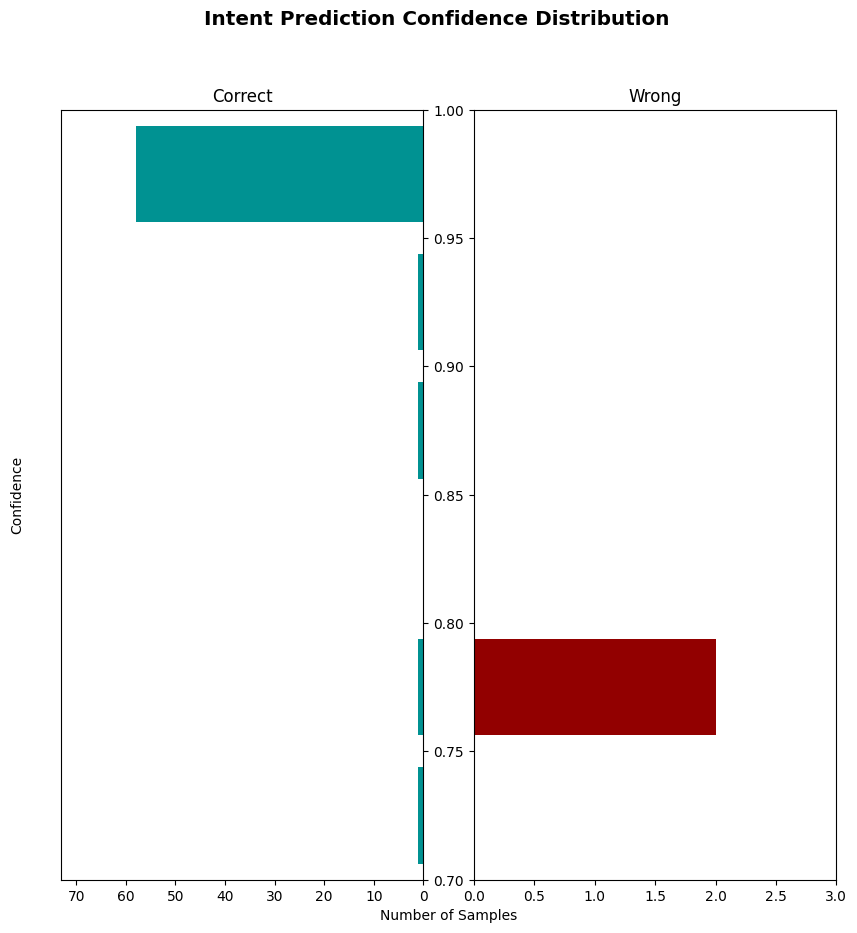 Intent Prediction Confidence Distribution
Correct
Wrong
1.00
0.95
0.90
0.85
0.80
0.75
0.70
Confidence
70 60 50 40 30 20 10 0
0.0 0.5 1.0 1.5 2.0 2.5 3.0
Number of Samples